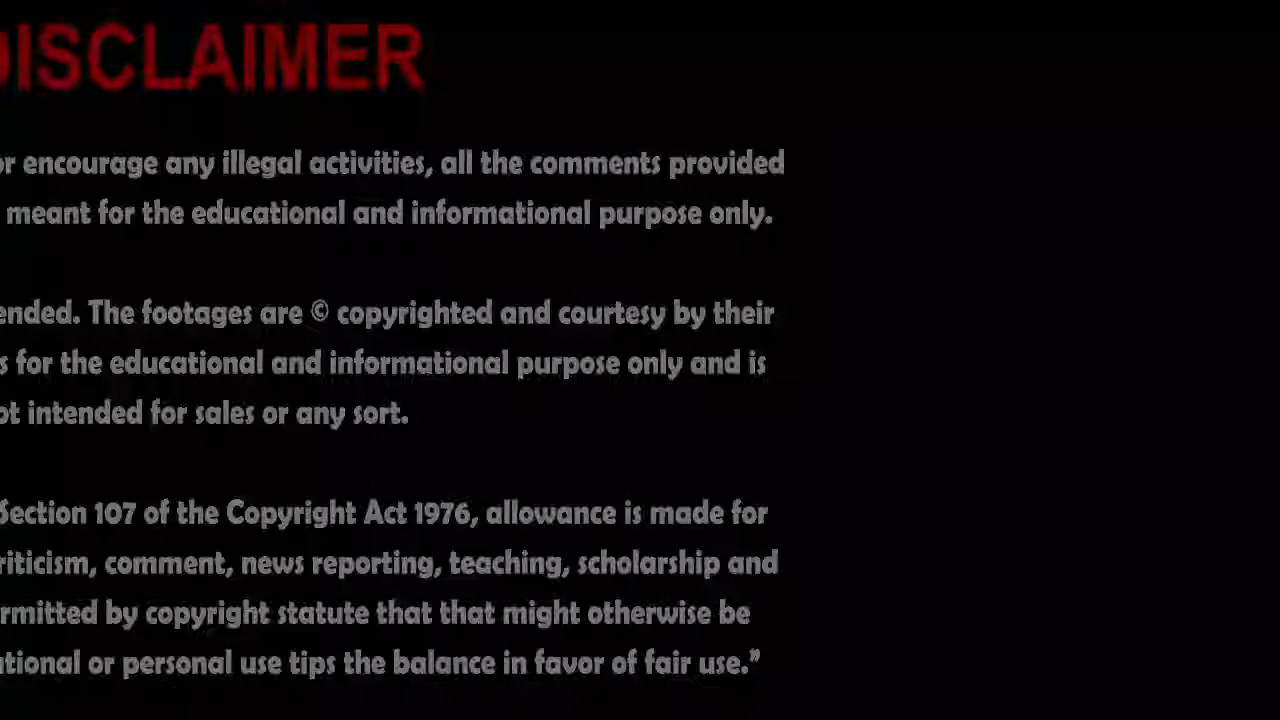 DISCLAIMER
or encourage any illegal activities, all the comments provided
meant for the educational and informational purpose only.
ended. The footages are © copyrighted and courtesy by their
s for the educational and informational purpose only and is
ot intended for sales or any sort.
Section 107 of the Copyright Act 1976, allowance is made for
riticism, comment, news reporting, teaching, scholarship and
rmitted by copyright statute that that might otherwise be
ational or personal use tips the balance in favor of fair use.”